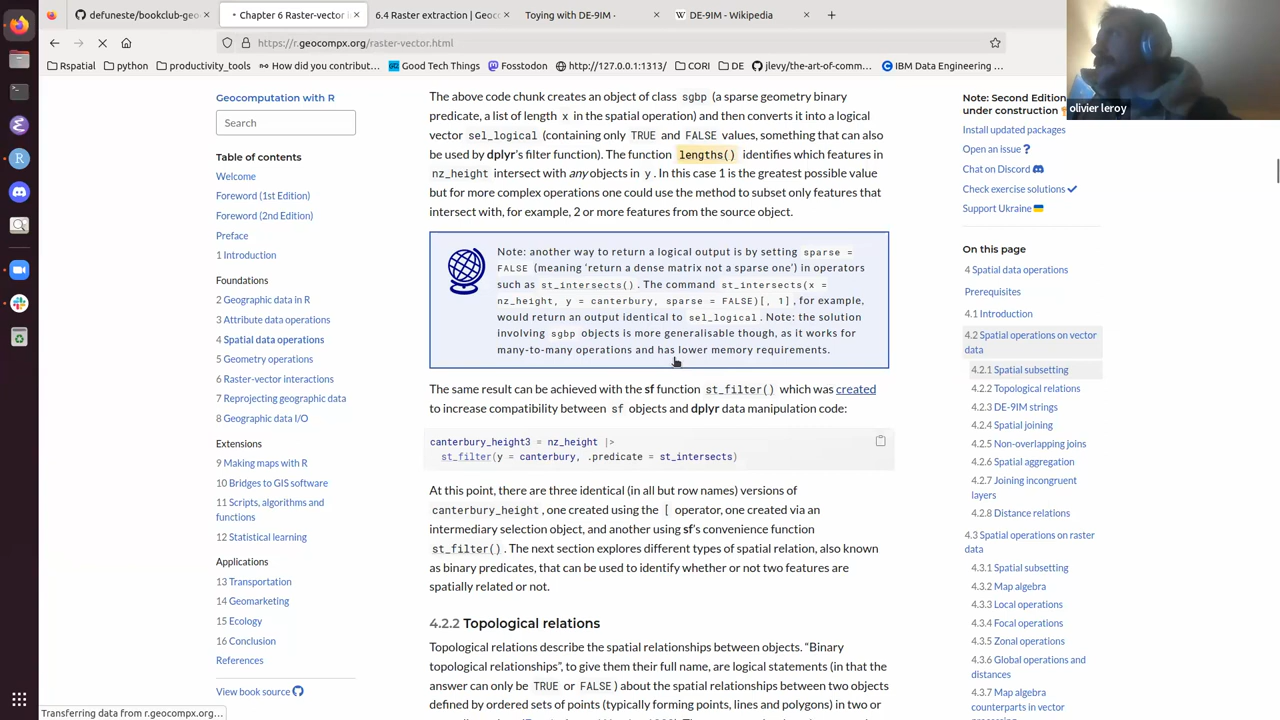 defuneste/bookclub-geo
Chapter 6 Raster-vector i
6.4 Raster extraction | Geoc
Toying with DE-9IM ·
DE-9IM - Wikipedia
https://r.geocompx.org/raster-vector.html
Rspatial
python
productivity_tools
How did you contribut...
Good Tech Things
Fosstodon
http://127.0.0.1:1313/
CORI
DE
jlevy/the-art-of-comm...
IBM Data Engineering ...
olivier leroy
Geocomputation with R
Search
Table of contents
Welcome
Foreword (1st Edition)
Foreword (2nd Edition)
Preface
1 Introduction
Foundations
2 Geographic data in R
3 Attribute data operations
4 Spatial data operations
5 Geometry operations
6 Raster-vector interactions
7 Reprojecting geographic data
8 Geographic data I/O
Extensions
9 Making maps with R
10 Bridges to GIS software
11 Scripts, algorithms and
functions
12 Statistical learning
Applications
13 Transportation
14 Geomarketing
15 Ecology
16 Conclusion
References
View book source
Transferring data from r.geocompx.org...
The above code chunk creates an object of class sgbp (a sparse geometry binary
predicate, a list of length x in the spatial operation) and then converts it into a logical
vector sel_logical (containing only TRUE and FALSE values, something that can also
be used by dplyr's filter function). The function lengths() identifies which features in
nz_height intersect with any objects in y. In this case 1 is the greatest possible value
but for more complex operations one could use the method to subset only features that
intersect with, for example, 2 or more features from the source object.
Note: another way to return a logical output is by setting sparse =
FALSE (meaning 'return a dense matrix not a sparse one') in operators
such as st_intersects(). The command st_intersects(x =
nz_height, y = canterbury, sparse = FALSE)[, 1], for example,
would return an output identical to sel_logical. Note: the solution
involving sgbp objects is more generalisable though, as it works for
many-to-many operations and has lower memory requirements.
The same result can be achieved with the sf function st_filter() which was created
to increase compatibility between sf objects and dplyr data manipulation code:
canterbury_height3 = nz_height |>
st_filter(y = canterbury, .predicate = st_intersects)
At this point, there are three identical (in all but row names) versions of
canterbury_height, one created using the [ operator, one created via an
intermediary selection object, and another using sf's convenience function
st_filter(). The next section explores different types of spatial relation, also known
as binary predicates, that can be used to identify whether or not two features are
spatially related or not.
4.2.2 Topological relations
Topological relations describe the spatial relationships between objects. "Binary
topological relationships", to give them their full name, are logical statements (in that the
answer can only be TRUE or FALSE) about the spatial relationships between two objects
defined by ordered sets of points (typically forming points, lines and polygons) in two or
Note: Second Edition
under construction
Install updated packages
Open an issue ?
Chat on Discord
Check exercise solutions
Support Ukraine
On this page
4 Spatial data operations
Prerequisites
4.1 Introduction
4.2 Spatial operations on vector
data
4.2.1 Spatial subsetting
4.2.2 Topological relations
4.2.3 DE-9IM strings
4.2.4 Spatial joining
4.2.5 Non-overlapping joins
4.2.6 Spatial aggregation
4.2.7 Joining incongruent
layers
4.2.8 Distance relations
4.3 Spatial operations on raster
data
4.3.1 Spatial subsetting
4.3.2 Map algebra
4.3.3 Local operations
4.3.4 Focal operations
4.3.5 Zonal operations
4.3.6 Global operations and
distances
4.3.7 Map algebra
counterparts in vector